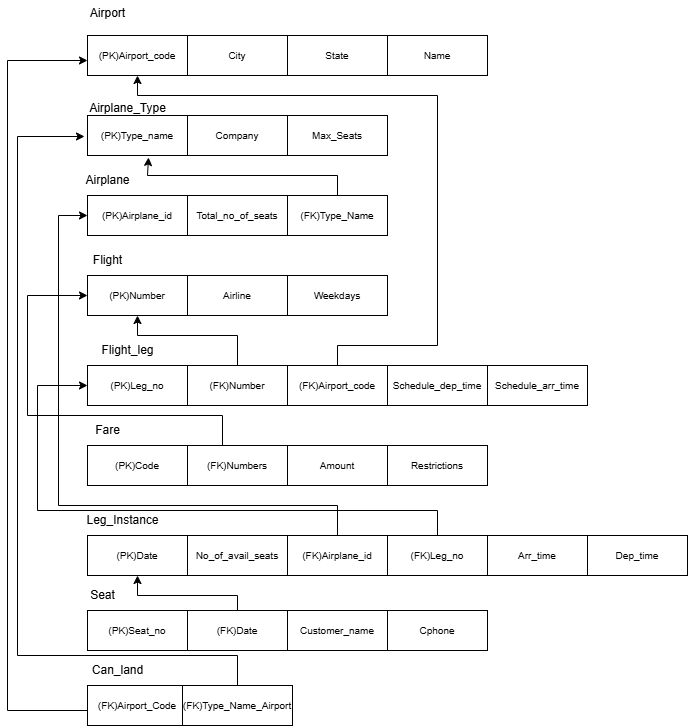 Airport
(PK)Airport_code City State Name
Airplane_Type
(PK)Type_name Company Max_Seats
Airplane
(PK)Airplane_id Total_no_of_seats (FK)Type_Name
Flight
(PK)Number Airline Weekdays
Flight_leg
(PK)Leg_no (FK)Number (FK)Airport_code Schedule_dep_time Schedule_arr_time
Fare
(PK)Code (FK)Numbers Amount Restrictions
Leg_Instance
(PK)Date No_of_avail_seats (FK)Airplane_id (FK)Leg_no Arr_time Dep_time
Seat
(PK)Seat_no (FK)Date Customer_name Cphone
Can_land
(FK)Airport_Code (FK)Type_Name_Airport